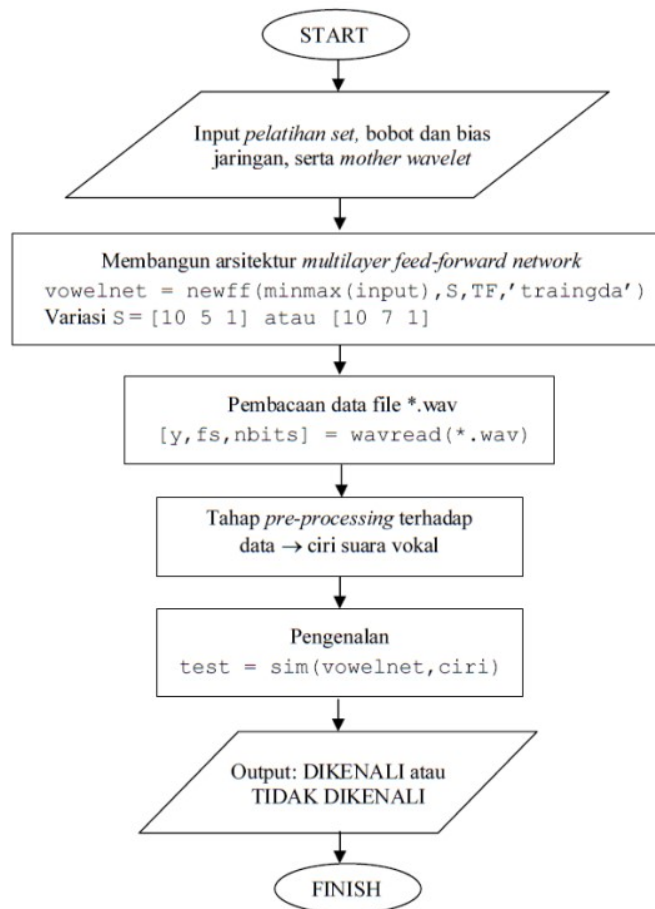 START
Input pelatihan set, bobot dan bias
jaringan, serta mother wavelet
Membangun arsitektur multilayer feed-forward network
vowelnet = newff(minmax(input),S,TF,'traingda')
Variasi S = [10 5 1] atau [10 7 1]
Pembacaan data file *.wav
[y,fs,nbits] = wavread(*.wav)
Tahap pre-processing terhadap
data → ciri suara vokal
Pengenalan
test = sim(vowelnet,ciri)
Output: DIKENALI atau
TIDAK DIKENALI
FINISH